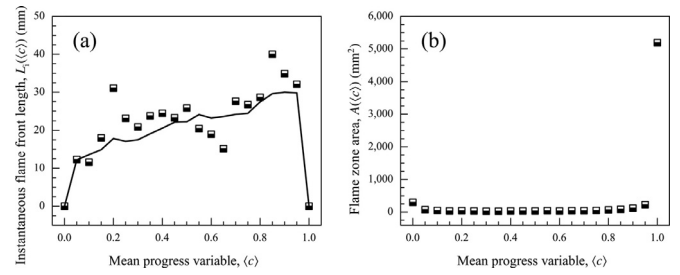 (a)
Instantaneous flame front length, Lᵢ(⟨c⟩) (mm)
50
40
30
20
10
0
0.0 0.2 0.4 0.6 0.8 1.0
Mean progress variable, ⟨c⟩
(b)
Flame zone area, A(⟨c⟩) (mm²)
6,000
5,000
4,000
3,000
2,000
1,000
0
0.0 0.2 0.4 0.6 0.8 1.0
Mean progress variable, ⟨c⟩